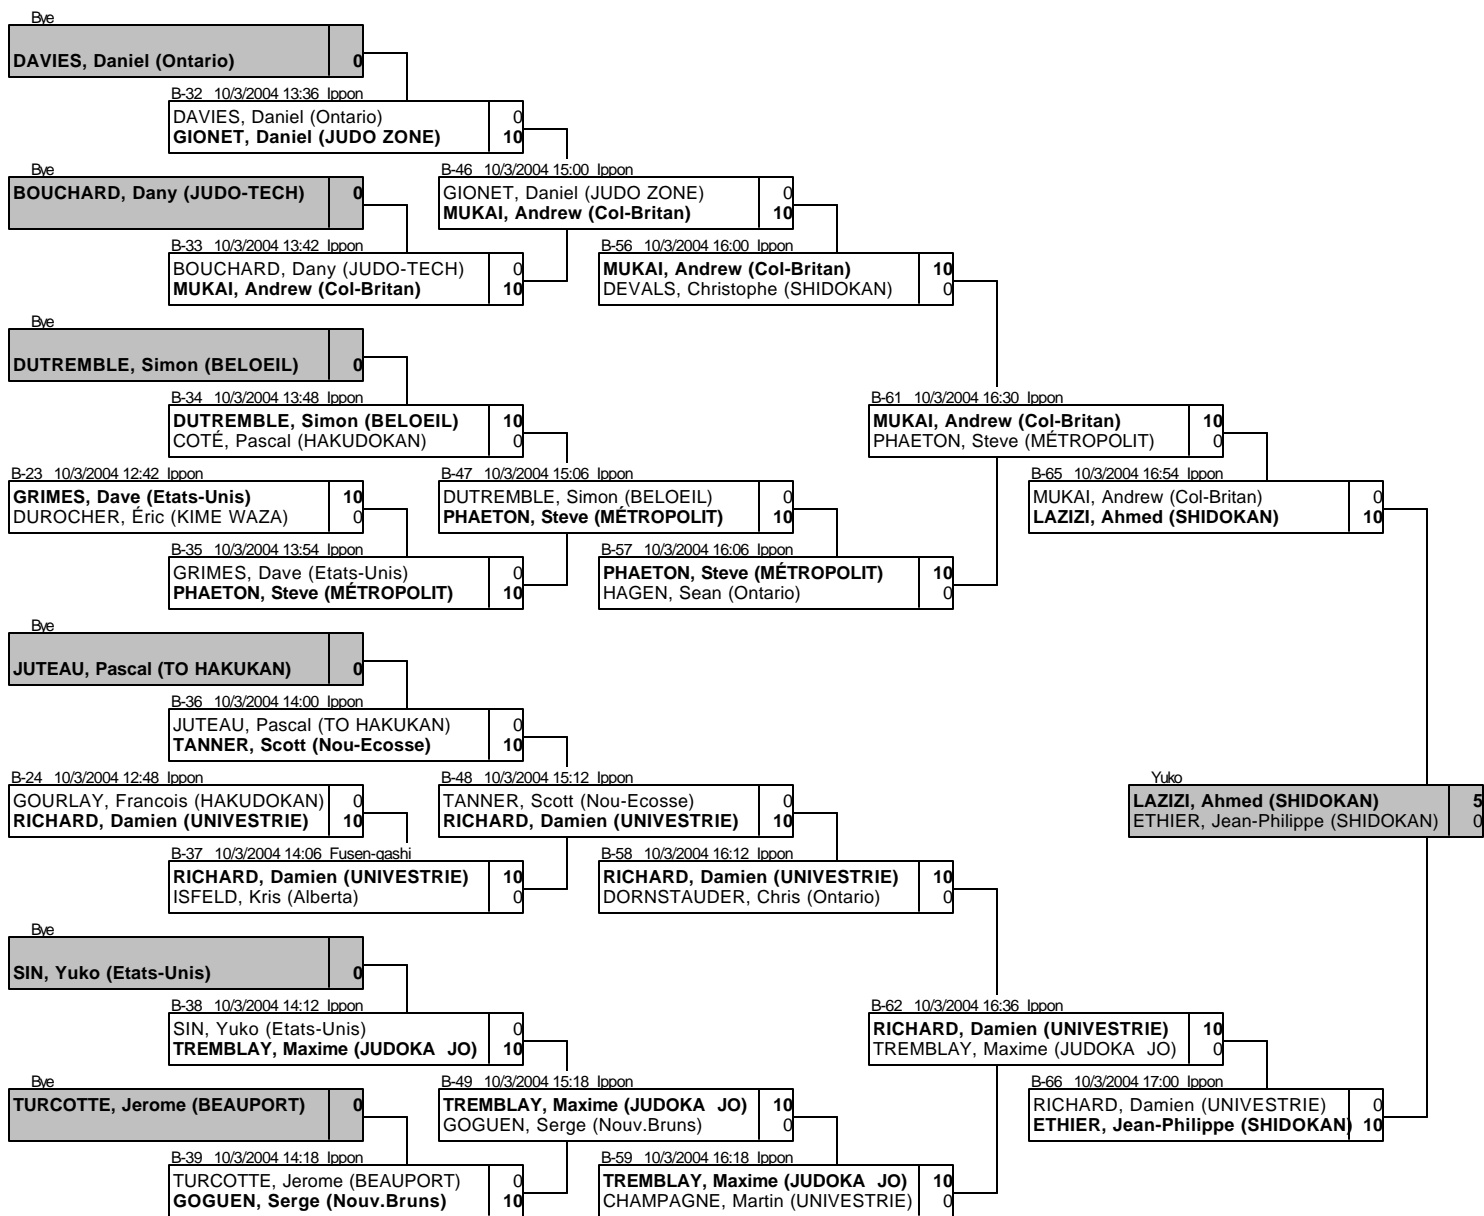 Bye
DAVIES, Daniel (Ontario) 0
B-32 10/3/2004 13:36 Ippon
DAVIES, Daniel (Ontario) 0
GIONET, Daniel (JUDO ZONE) 10
Bye
BOUCHARD, Dany (JUDO-TECH) 0
B-46 10/3/2004 15:00 Ippon
GIONET, Daniel (JUDO ZONE) 0
MUKAI, Andrew (Col-Britan) 10
B-33 10/3/2004 13:42 Ippon
BOUCHARD, Dany (JUDO-TECH) 0
MUKAI, Andrew (Col-Britan) 10
B-56 10/3/2004 16:00 Ippon
MUKAI, Andrew (Col-Britan) 10
DEVALS, Christophe (SHIDOKAN) 0
Bye
DUTREMBLE, Simon (BELOEIL) 0
B-34 10/3/2004 13:48 Ippon
DUTREMBLE, Simon (BELOEIL) 10
COTÉ, Pascal (HAKUDOKAN) 0
B-61 10/3/2004 16:30 Ippon
MUKAI, Andrew (Col-Britan) 10
PHAETON, Steve (MÉTROPOLIT) 0
B-23 10/3/2004 12:42 Ippon
GRIMES, Dave (Etats-Unis) 10
DUROCHER, Éric (KIME WAZA) 0
B-47 10/3/2004 15:06 Ippon
DUTREMBLE, Simon (BELOEIL) 0
PHAETON, Steve (MÉTROPOLIT) 10
B-65 10/3/2004 16:54 Ippon
MUKAI, Andrew (Col-Britan) 0
LAZIZI, Ahmed (SHIDOKAN) 10
B-35 10/3/2004 13:54 Ippon
GRIMES, Dave (Etats-Unis) 0
PHAETON, Steve (MÉTROPOLIT) 10
B-57 10/3/2004 16:06 Ippon
PHAETON, Steve (MÉTROPOLIT) 10
HAGEN, Sean (Ontario) 0
Bye
JUTEAU, Pascal (TO HAKUKAN) 0
B-36 10/3/2004 14:00 Ippon
JUTEAU, Pascal (TO HAKUKAN) 0
TANNER, Scott (Nou-Ecosse) 10
B-24 10/3/2004 12:48 Ippon
GOURLAY, Francois (HAKUDOKAN) 0
RICHARD, Damien (UNIVESTRIE) 10
B-48 10/3/2004 15:12 Ippon
TANNER, Scott (Nou-Ecosse) 0
RICHARD, Damien (UNIVESTRIE) 10
Yuko
LAZIZI, Ahmed (SHIDOKAN) 5
ETHIER, Jean-Philippe (SHIDOKAN) 0
B-37 10/3/2004 14:06 Fusen-gashi
RICHARD, Damien (UNIVESTRIE) 10
ISFELD, Kris (Alberta) 0
B-58 10/3/2004 16:12 Ippon
RICHARD, Damien (UNIVESTRIE) 10
DORNSTAUDER, Chris (Ontario) 0
Bye
SIN, Yuko (Etats-Unis) 0
B-38 10/3/2004 14:12 Ippon
SIN, Yuko (Etats-Unis) 0
TREMBLAY, Maxime (JUDOKA JO) 10
B-62 10/3/2004 16:36 Ippon
RICHARD, Damien (UNIVESTRIE) 10
TREMBLAY, Maxime (JUDOKA JO) 0
Bye
TURCOTTE, Jerome (BEAUPORT) 0
B-49 10/3/2004 15:18 Ippon
TREMBLAY, Maxime (JUDOKA JO) 10
GOGUEN, Serge (Nouv.Bruns) 0
B-66 10/3/2004 17:00 Ippon
RICHARD, Damien (UNIVESTRIE) 0
ETHIER, Jean-Philippe (SHIDOKAN) 10
B-39 10/3/2004 14:18 Ippon
TURCOTTE, Jerome (BEAUPORT) 0
GOGUEN, Serge (Nouv.Bruns) 10
B-59 10/3/2004 16:18 Ippon
TREMBLAY, Maxime (JUDOKA JO) 10
CHAMPAGNE, Martin (UNIVESTRIE) 0